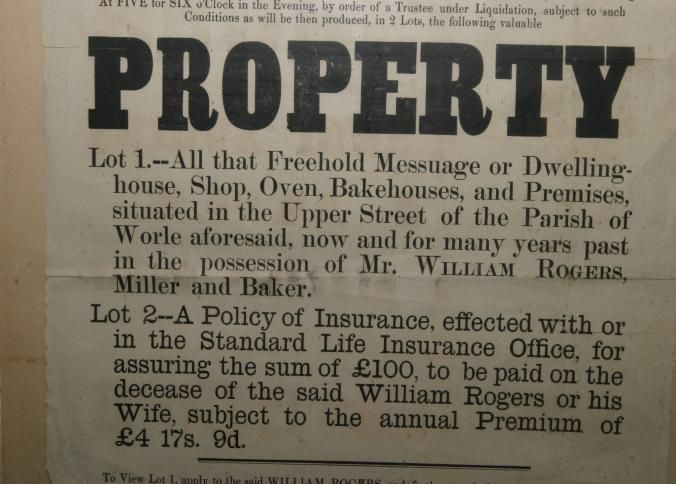 At FIVE for SIX o'Clock in the Evening, by order of a Trustee under Liquidation, subject to such
Conditions as will be then produced, in 2 Lots, the following valuable
PROPERTY
Lot 1.--All that Freehold Messuage or Dwelling-
house, Shop, Oven, Bakehouses, and Premises,
situated in the Upper Street of the Parish of
Worle aforesaid, now and for many years past
in the possession of Mr. WILLIAM ROGERS,
Miller and Baker.
Lot 2--A Policy of Insurance, effected with or
in the Standard Life Insurance Office, for
assuring the sum of £100, to be paid on the
decease of the said William Rogers or his
Wife, subject to the annual Premium of
£4 17s. 9d.
To View Lot 1, apply to the said WILLIAM ROGERS